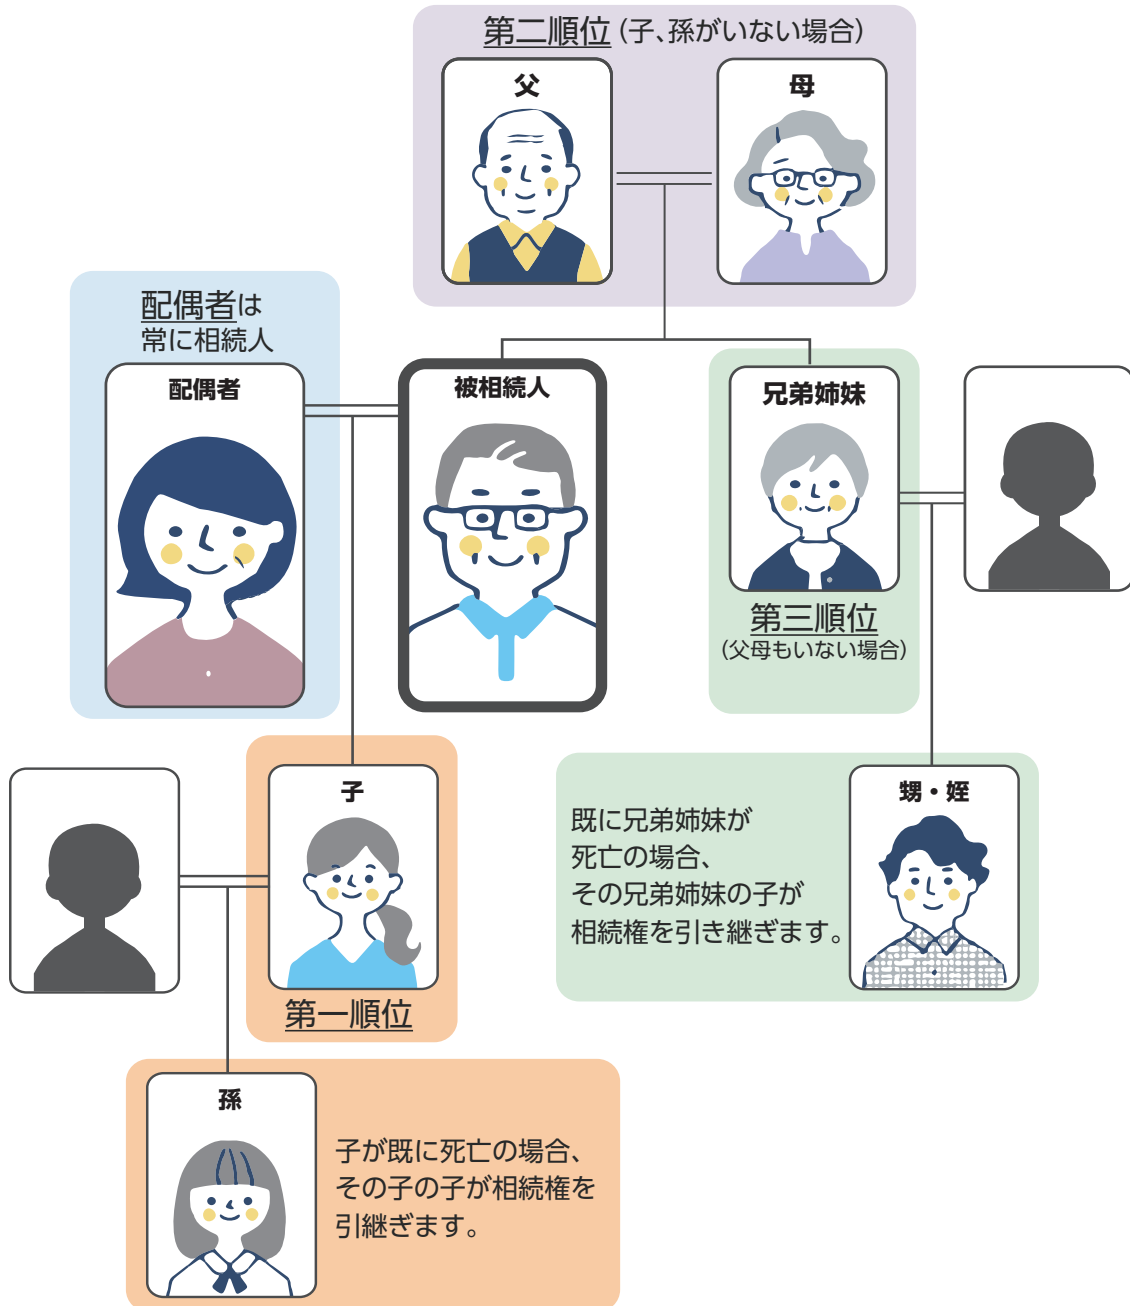 第二順位 (子、孫がいない場合)
父
母
配偶者は
常に相続人
配偶者
被相続人
兄弟姉妹
第三順位
(父母もいない場合)
子
第一順位
既に兄弟姉妹が
死亡の場合、
その兄弟姉妹の子が
相続権を引き継ぎます。
甥・姪
孫
子が既に死亡の場合、
その子の子が相続権を
引継ぎます。